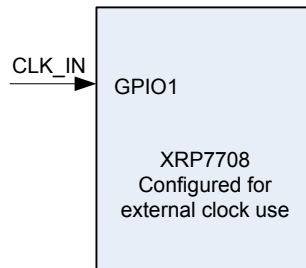 CLK_IN
GPIO1
XRP7708
Configured for
external clock use